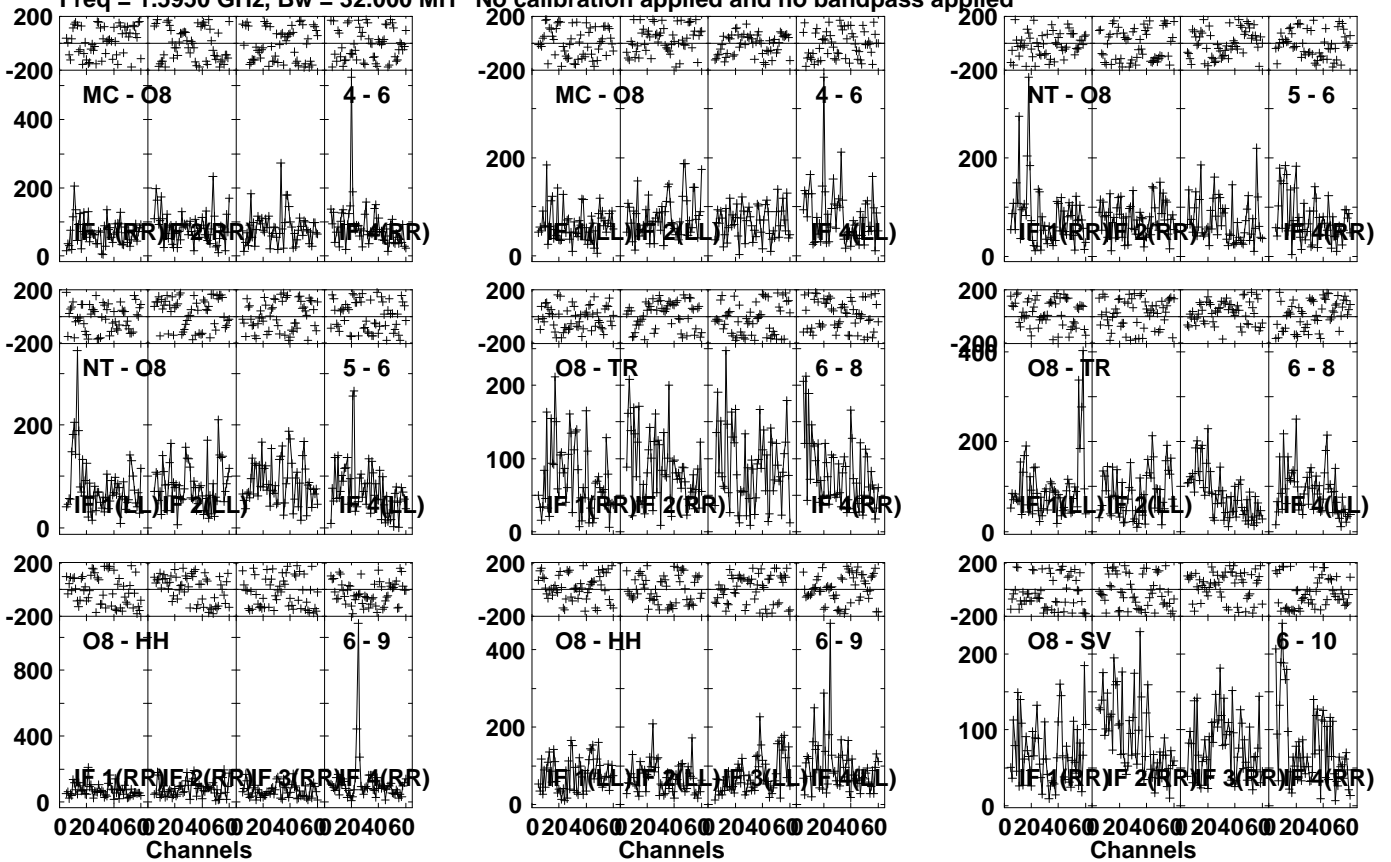 Freq = 1.5950 GHz, Bw = 32.000 MH No calibration applied and no bandpass applied
200 200 200
-200 -200 -200
MC - O8 4 - 6 MC - O8 4 - 6 NT - O8 5 - 6
400
200 200
200
IF 1(RR) IF 2(RR) IF 4(RR) IF 1(LL) IF 2(LL) IF 4(LL) IF 1(RR) IF 2(RR) IF 4(RR)
0 0 0
200 200 200
-200 -200 -200
400
NT - O8 5 - 6 O8 - TR 6 - 8 O8 - TR 6 - 8
200 200 200
100
IF 1(LL) IF 2(LL) IF 4(LL) IF 1(RR) IF 2(RR) IF 4(RR) IF 1(LL) IF 2(LL) IF 4(LL)
0 0 0
200 200 200
-200 -200 -200
O8 - HH 6 - 9 O8 - HH 6 - 9 O8 - SV 6 - 10
800 400 200
400 200 100
IF 1(RR) IF 2(RR) IF 3(RR) IF 4(RR) IF 1(LL) IF 2(LL) IF 3(LL) IF 4(LL) IF 1(RR) IF 2(RR) IF 3(RR) IF 4(RR)
0 0 0
0 20 40 60 0 20 40 60 0 20 40 60 0 20 40 60 0 20 40 60 0 20 40 60 0 20 40 60 0 20 40 60 0 20 40 60 0 20 40 60 0 20 40 60 0 20 40 60
Channels Channels Channels